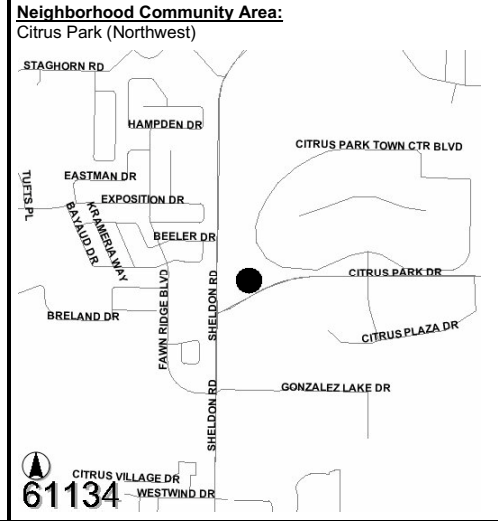 Neighborhood Community Area:
Citrus Park (Northwest)
STAGHORN RD
HAMPDEN DR
CITRUS PARK TOWN CTR BLVD
EASTMAN DR
TUFTS PL
EXPOSITION DR
KRAMERIA WAY
BAYAUD DR
BEELER DR
CITRUS PARK DR
SHELDON RD
FAWN RIDGE BLVD
BRELAND DR
CITRUS PLAZA DR
GONZALEZ LAKE DR
SHELDON RD
CITRUS VILLAGE DR
61134
WESTWIND DR